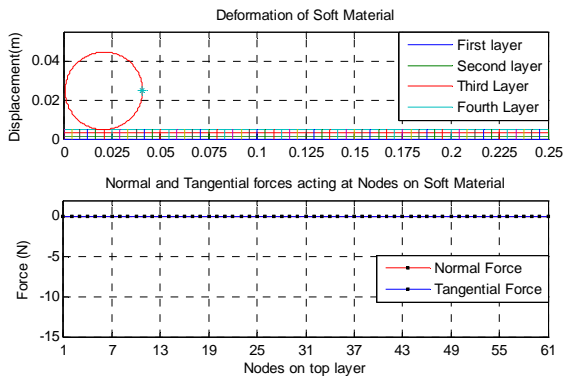 Deformation of Soft Material
Displacement(m)
0.04
0.02
0
0 0.025 0.05 0.075 0.1 0.125 0.15 0.175 0.2 0.225 0.25
First layer
Second layer
Third Layer
Fourth Layer
Normal and Tangential forces acting at Nodes on Soft Material
Force (N)
0
-5
-10
-15
1 7 13 19 25 31 37 43 49 55 61
Normal Force
Tangential Force
Nodes on top layer